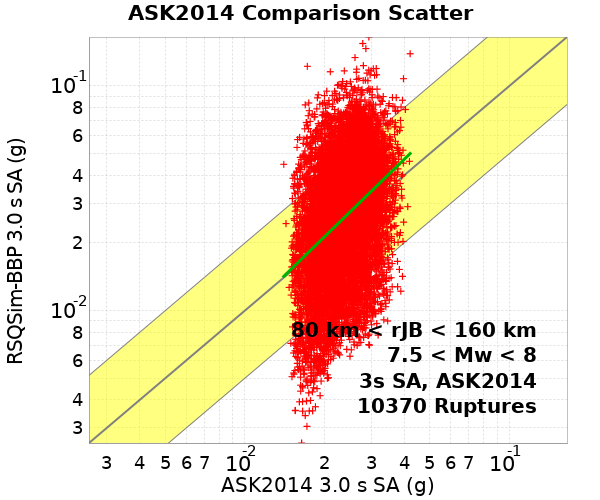 ASK2014 Comparison Scatter
RSQSim-BBP 3.0 s SA (g)
10-1
8
6
4
3
2
10-2
8
6
4
3
80 km < rJB < 160 km
7.5 < Mw < 8
3s SA, ASK2014
10370 Ruptures
3 4 5 6 7 10-2 2 3 4 5 6 7 10-1
ASK2014 3.0 s SA (g)